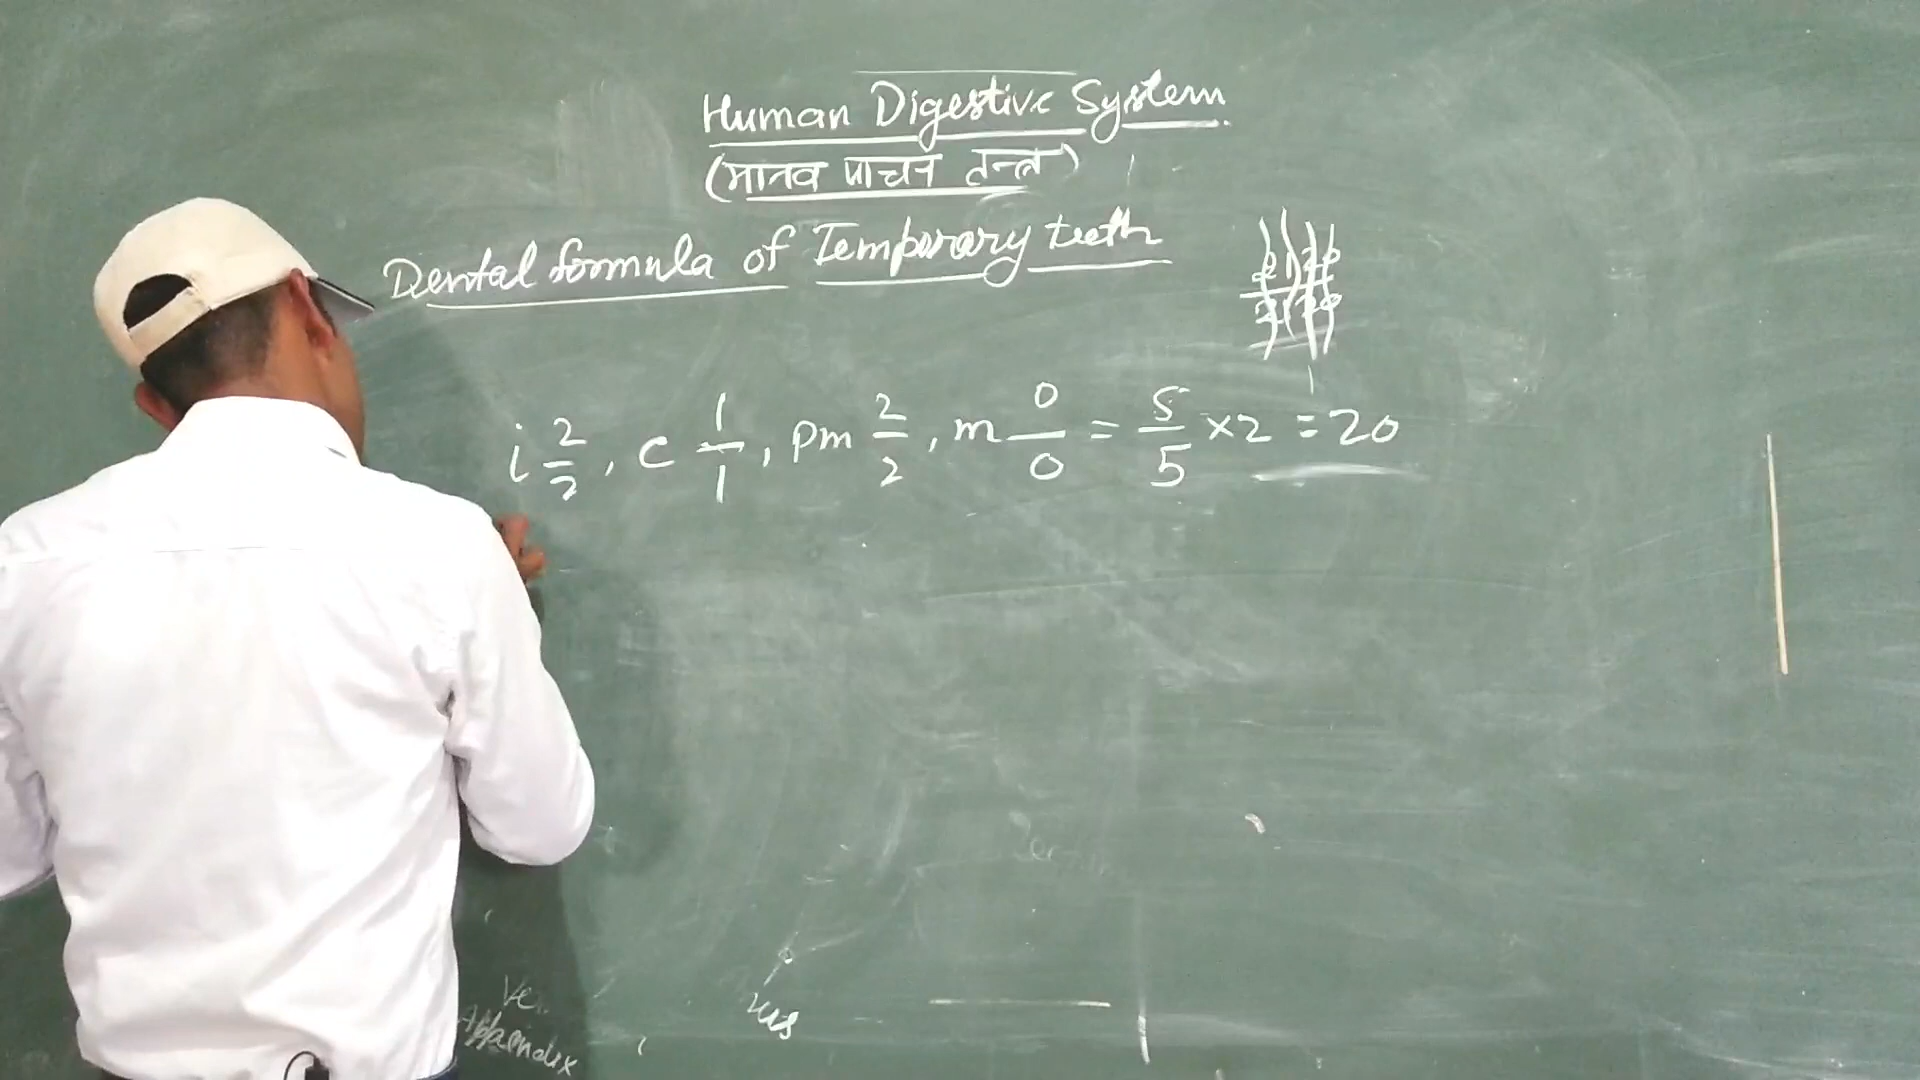 Human Digestive System
(मानव पाचन तन्त्र)
Dental formula of Temporary teeth
i 2/2, c 1/1, pm 2/2, m 0/0 = 5/5 ×2 = 20
Appendix